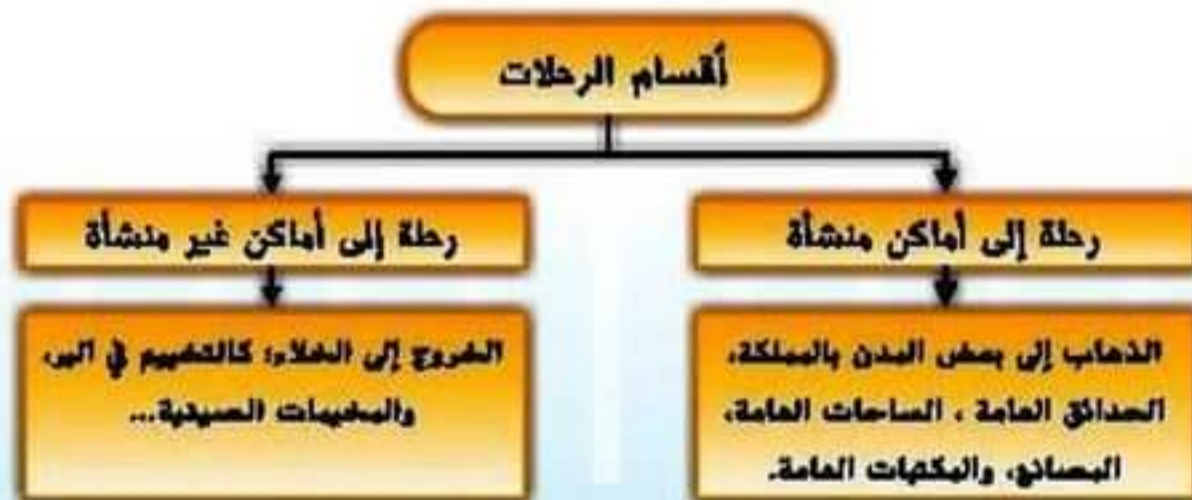 أقسام الرحلات
رحلة إلى أماكن منشأة
الذهاب إلى بعض المدن بالمملكة،
الحدائق العامة ، الساحات العامة،
المصانع، والمكتبات العامة.
رحلة إلى أماكن غير منشأة
الخروج إلى الخلاء؛ كالتخييم في البر،
والمخيمات الصيفية...